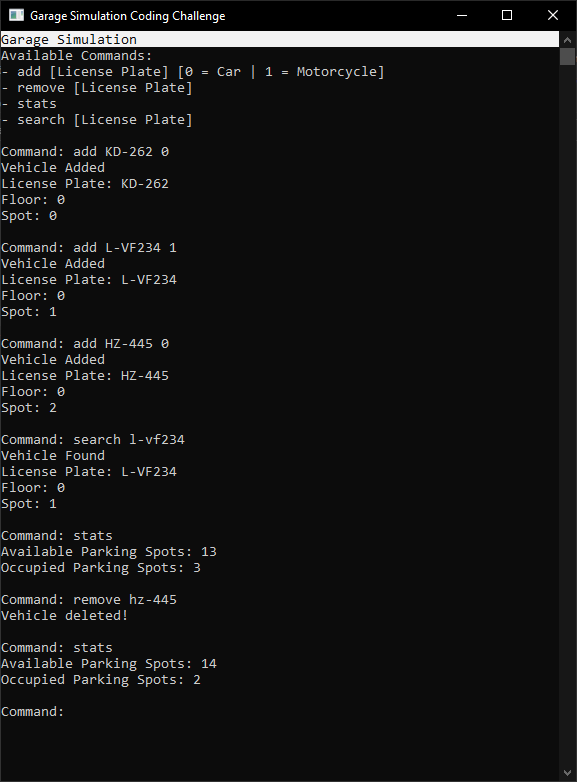 Garage Simulation Coding Challenge
Garage Simulation
Available Commands:
- add [License Plate] [0 = Car | 1 = Motorcycle]
- remove [License Plate]
- stats
- search [License Plate]
Command: add KD-262 0
Vehicle Added
License Plate: KD-262
Floor: 0
Spot: 0
Command: add L-VF234 1
Vehicle Added
License Plate: L-VF234
Floor: 0
Spot: 1
Command: add HZ-445 0
Vehicle Added
License Plate: HZ-445
Floor: 0
Spot: 2
Command: search l-vf234
Vehicle Found
License Plate: L-VF234
Floor: 0
Spot: 1
Command: stats
Available Parking Spots: 13
Occupied Parking Spots: 3
Command: remove hz-445
Vehicle deleted!
Command: stats
Available Parking Spots: 14
Occupied Parking Spots: 2
Command: